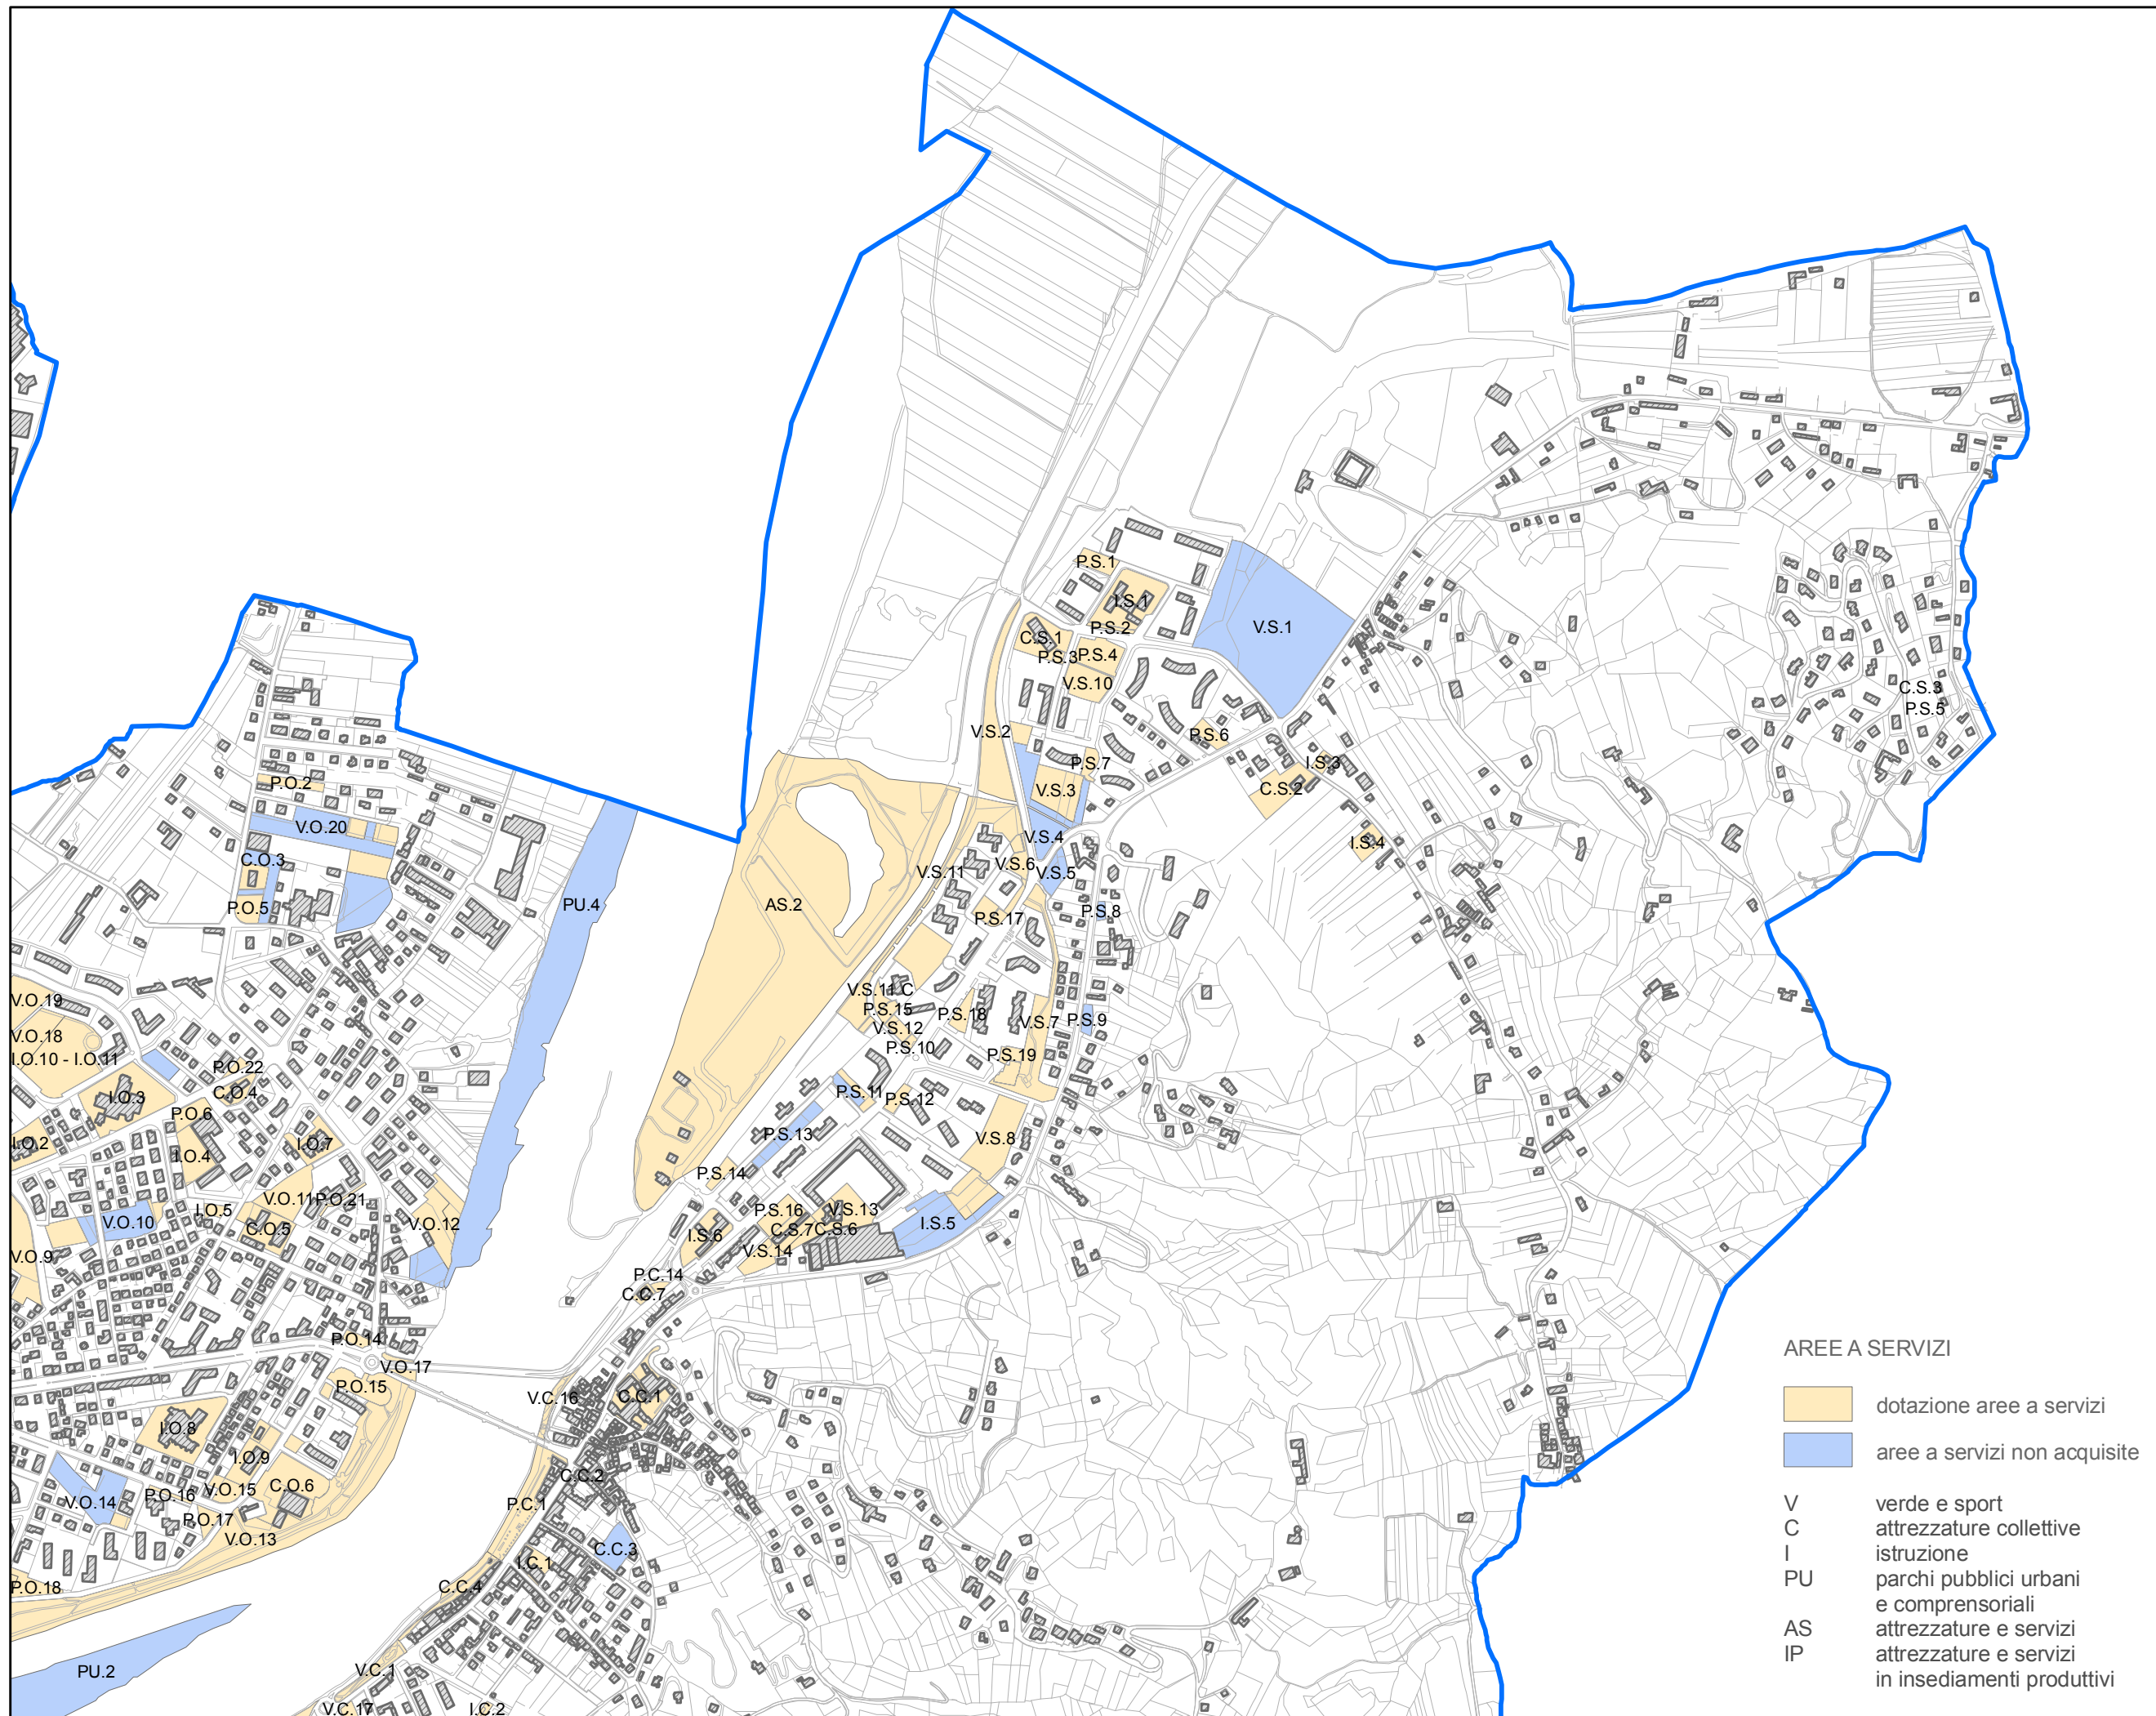 P.S.1
I.S.1
V.S.1
P.S.2
C.S.1
P.S.3
P.S.4
V.S.10
C.S.3
P.S.5
V.S.2
P.S.6
P.S.7
I.S.3
C.S.2
V.S.3
P.O.2
V.O.20
V.S.4
I.S.4
C.O.3
V.S.6
V.S.11
V.S.5
PU.4
AS.2
P.O.5
P.S.17
P.S.8
V.S.11 C
V.O.19
P.S.15
P.S.18
V.S.7
P.S.9
V.S.12
V.O.18
P.S.10
I.O.10 - I.O.11
P.S.19
P.O.22
C.O.4
P.S.11
I.O.3
P.S.12
P.O.6
P.S.13
V.S.8
I.O.2
I.O.7
I.O.4
P.S.14
V.O.11
P.O.21
I.O.5
P.S.16
V.S.13
V.O.10
V.O.12
I.S.5
C.O.5
C.S.7
C.S.6
I.S.6
V.S.14
V.O.9
P.C.14
C.C.7
P.O.14
V.O.17
P.O.15
V.C.16
C.C.1
I.O.8
I.O.9
C.C.2
C.O.6
V.O.15
P.O.16
V.O.14
P.C.1
P.O.17
V.O.13
C.C.3
I.C.1
P.O.18
C.C.4
PU.2
V.C.1
V.C.17
I.C.2
AREE A SERVIZI
dotazione aree a servizi
aree a servizi non acquisite
V verde e sport
C attrezzature collettive
I istruzione
PU parchi pubblici urbani
e comprensoriali
AS attrezzature e servizi
IP attrezzature e servizi
in insediamenti produttivi